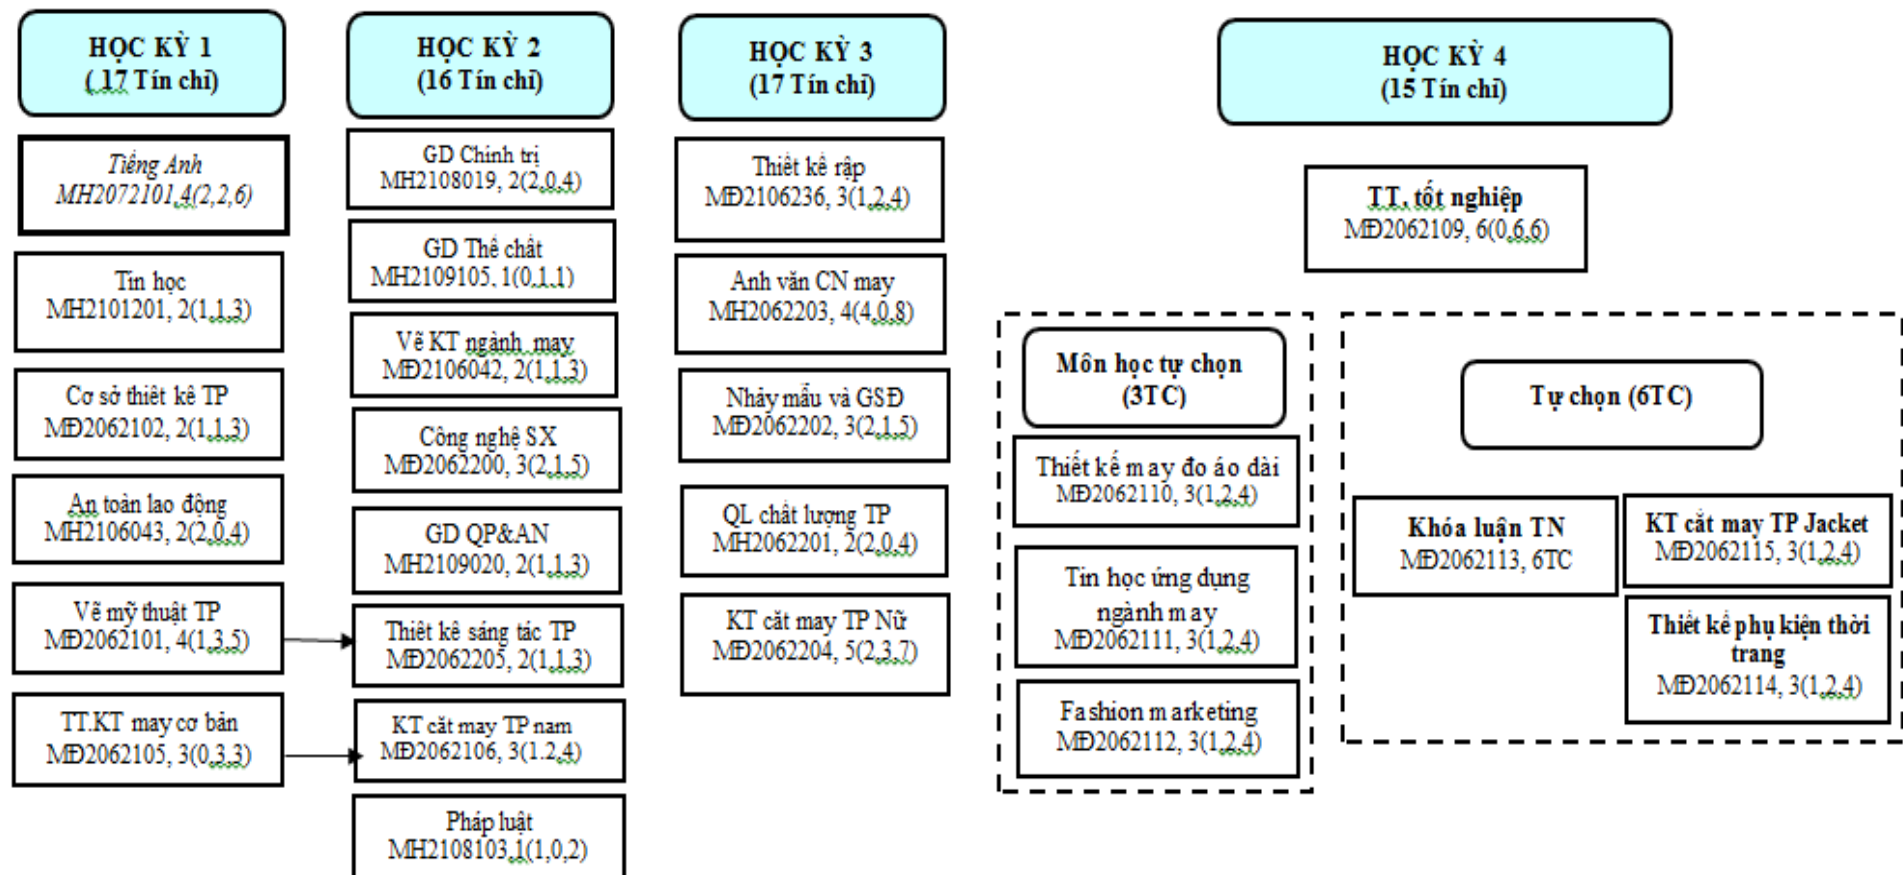 HỌC KỲ 1
( 17 Tín chỉ)
Tiếng Anh
MH2072101,4(2,2,6)
Tin học
MH2101201, 2(1,1,3)
Cơ sở thiết kế TP
MĐ2062102, 2(1,1,3)
An toàn lao động
MH2106043, 2(2,0,4)
Vẽ mỹ thuật TP
MĐ2062101, 4(1,3,5)
TT.KT may cơ bản
MĐ2062105, 3(0,3,3)
HỌC KỲ 2
(16 Tín chỉ)
GD Chính trị
MH2108019, 2(2,0,4)
GD Thể chất
MH2109105, 1(0,1,1)
Vẽ KT ngành may
MĐ2106042, 2(1,1,3)
Công nghệ SX
MĐ2062200, 3(2,1,5)
GD QP&AN
MH2109020, 2(1,1,3)
Thiết kế sáng tác TP
MĐ2062205, 2(1,1,3)
KT cắt may TP nam
MĐ2062106, 3(1.2,4)
Pháp luật
MH2108103,1(1,0,2)
HỌC KỲ 3
(17 Tín chỉ)
Thiết kế rập
MĐ2106236, 3(1,2,4)
Anh văn CN may
MH2062203, 4(4,0,8)
Nhảy mẫu và GSĐ
MĐ2062202, 3(2,1,5)
QL chất lượng TP
MH2062201, 2(2,0,4)
KT cắt may TP Nữ
MĐ2062204, 5(2,3,7)
HỌC KỲ 4
(15 Tín chỉ)
TT. tốt nghiệp
MĐ2062109, 6(0,6,6)
Môn học tự chọn
(3TC)
Thiết kế may đo áo dài
MĐ2062110, 3(1,2,4)
Tin học ứng dụng
ngành may
MĐ2062111, 3(1,2,4)
Fashion marketing
MĐ2062112, 3(1,2,4)
Tự chọn (6TC)
Khóa luận TN
MĐ2062113, 6TC
KT cắt may TP Jacket
MĐ2062115, 3(1,2,4)
Thiết kế phụ kiện thời
trang
MĐ2062114, 3(1,2,4)